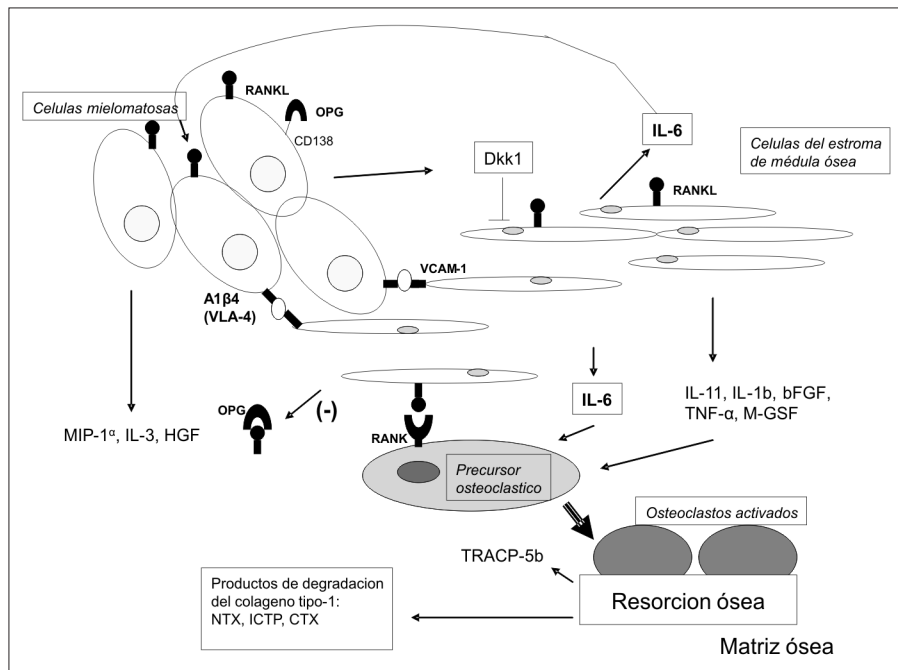 Celulas mielomatosas
RANKL
OPG
CD138
IL-6
Dkk1
Celulas del estroma
de médula ósea
RANKL
VCAM-1
A1β4
(VLA-4)
MIP-1α, IL-3, HGF
OPG
(-)
RANK
IL-6
IL-11, IL-1b, bFGF,
TNF-α, M-GSF
Precursor
osteoclastico
Osteoclastos activados
TRACP-5b
Resorcion ósea
Matriz ósea
Productos de degradacion
del colageno tipo-1:
NTX, ICTP, CTX